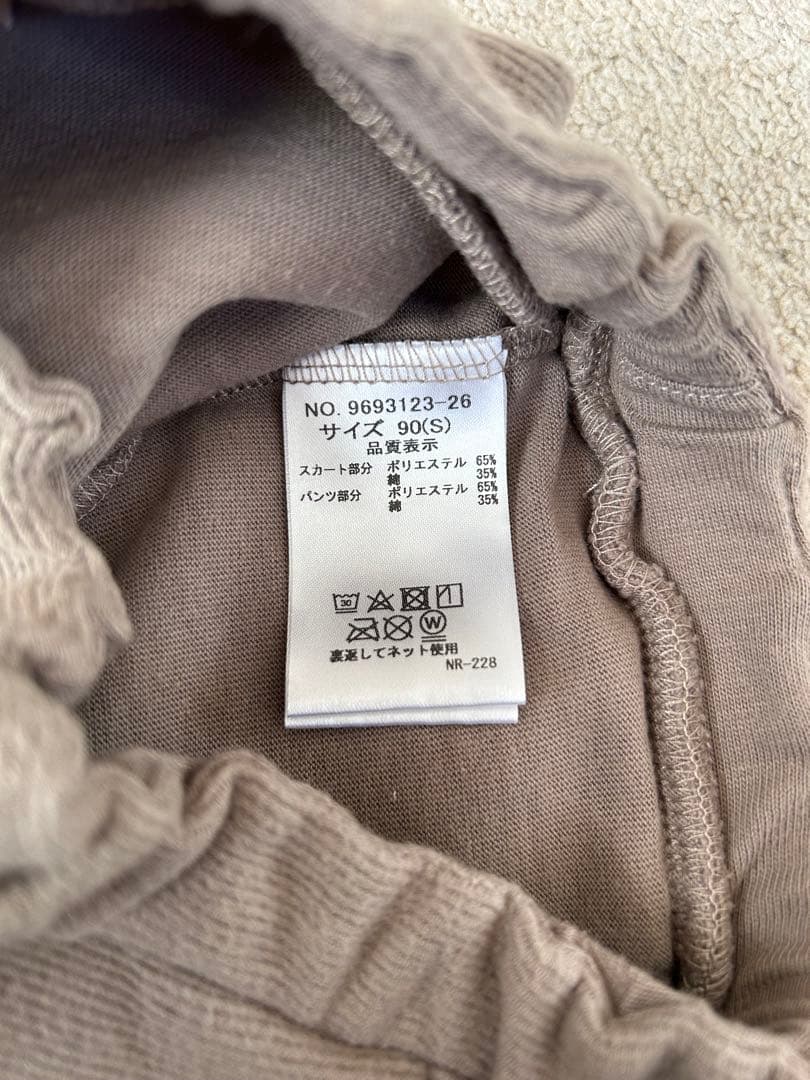 NO. 9693123-26
サイズ 90(S)
品質表示
スカート部分 ポリエステル 65%
綿 35%
パンツ部分 ポリエステル 65%
綿 35%
30
W
裏返してネット使用
NR-228